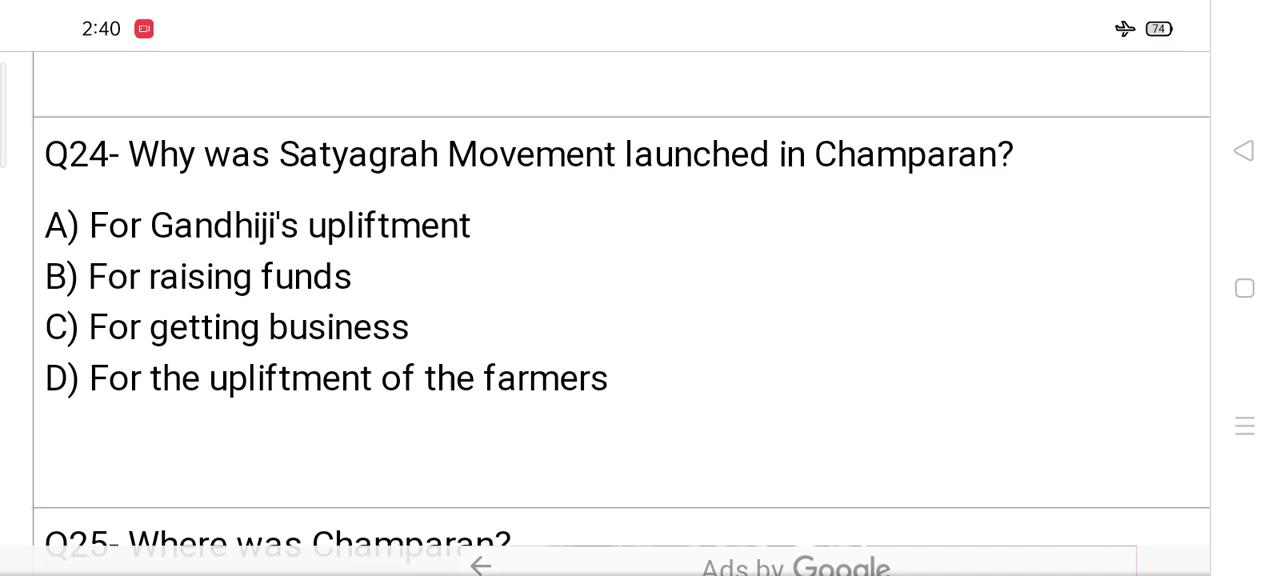 2:40
74
Q24- Why was Satyagrah Movement launched in Champaran?
A) For Gandhiji's upliftment
B) For raising funds
C) For getting business
D) For the upliftment of the farmers
Q25- Where was Champaran?
Ads by Google